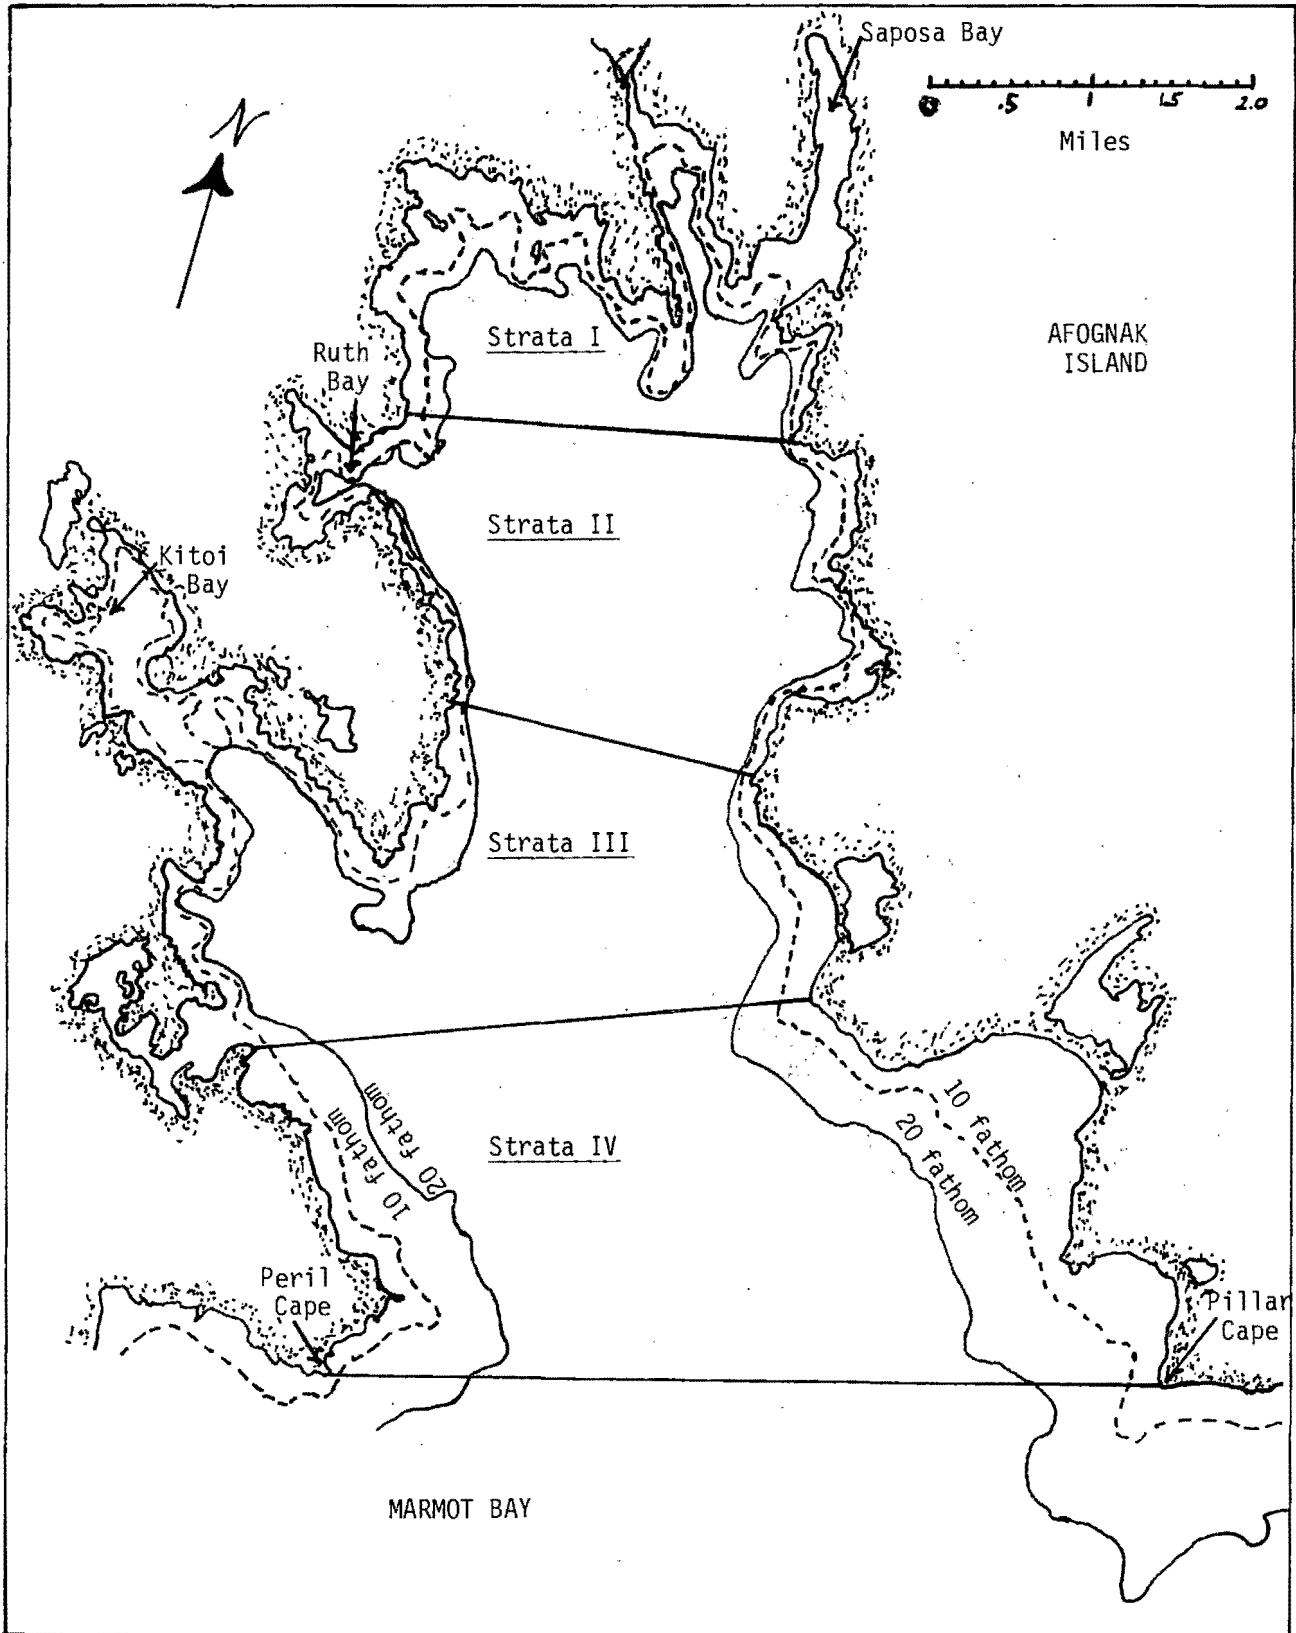 Saposa Bay
N
0 .5 1 1.5 2.0
Miles
AFOGNAK
ISLAND
Strata I
Ruth
Bay
Strata II
Kitoi
Bay
Strata III
10 fathom
20 fathom
Strata IV
10 fathom
20 fathom
Peril
Cape
Pillar
Cape
MARMOT BAY